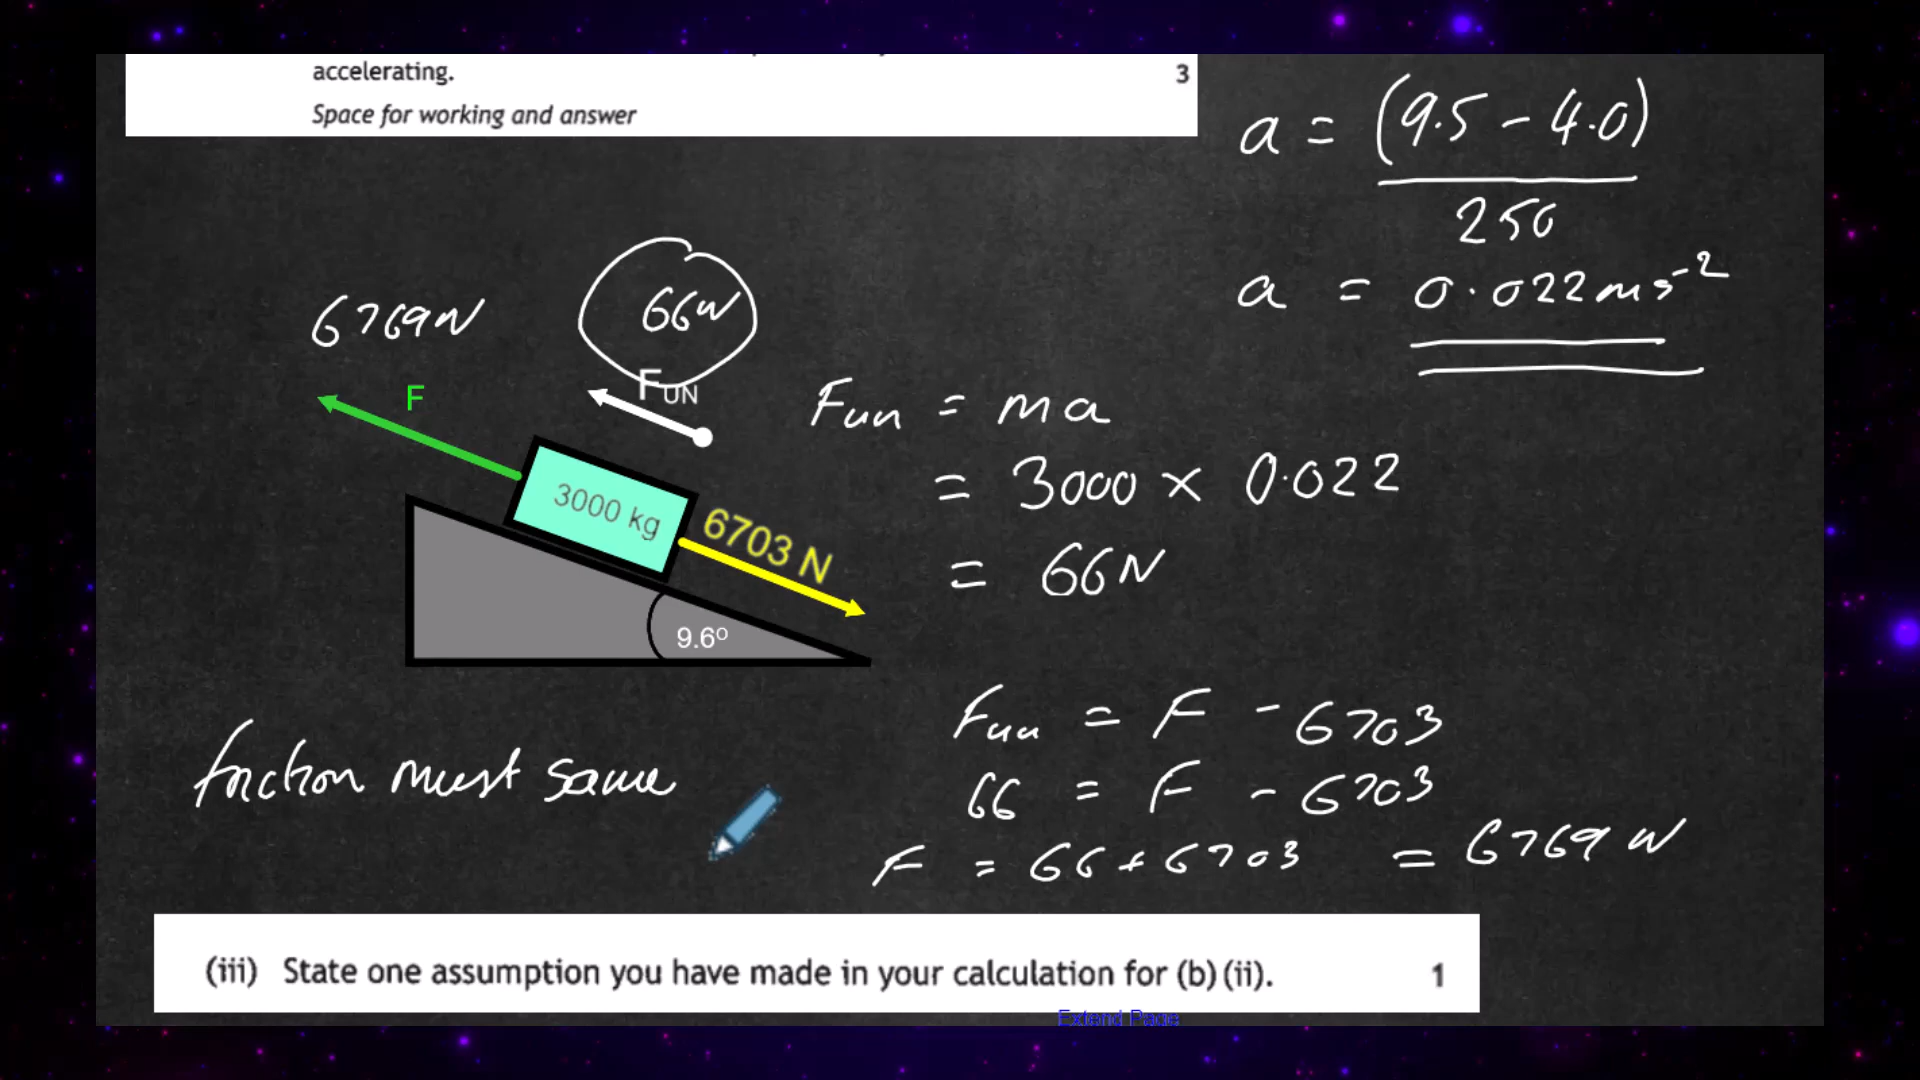 accelerating. 3
Space for working and answer
a = (9.5 - 4.0)
250
a = 0.022 ms⁻²
6769N
66N
F
FUN
Fun = ma
= 3000 × 0.022
= 66N
3000 kg
6703 N
9.6º
Fun = F - 6703
66 = F - 6703
F = 66 + 6703 = 6769 N
friction must same
(iii) State one assumption you have made in your calculation for (b) (ii). 1
Extend Page